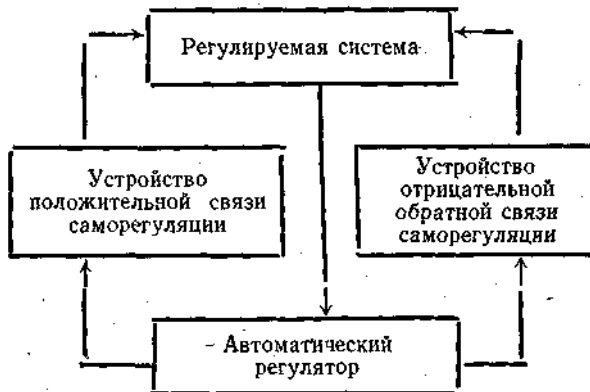 Регулируемая система
Устройство
положительной связи
саморегуляции
Устройство
отрицательной
обратной связи
саморегуляции
Автоматический
регулятор